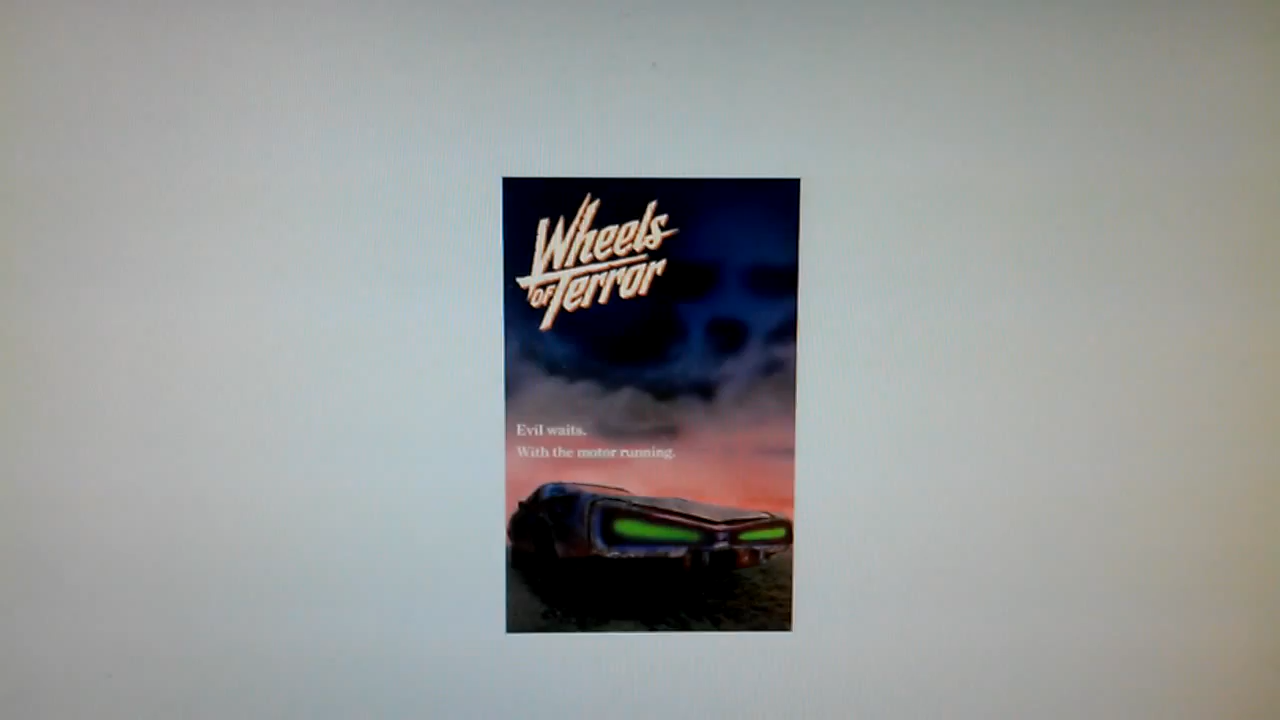 Wheels
OF Terror
Evil waits.
With the motor running.